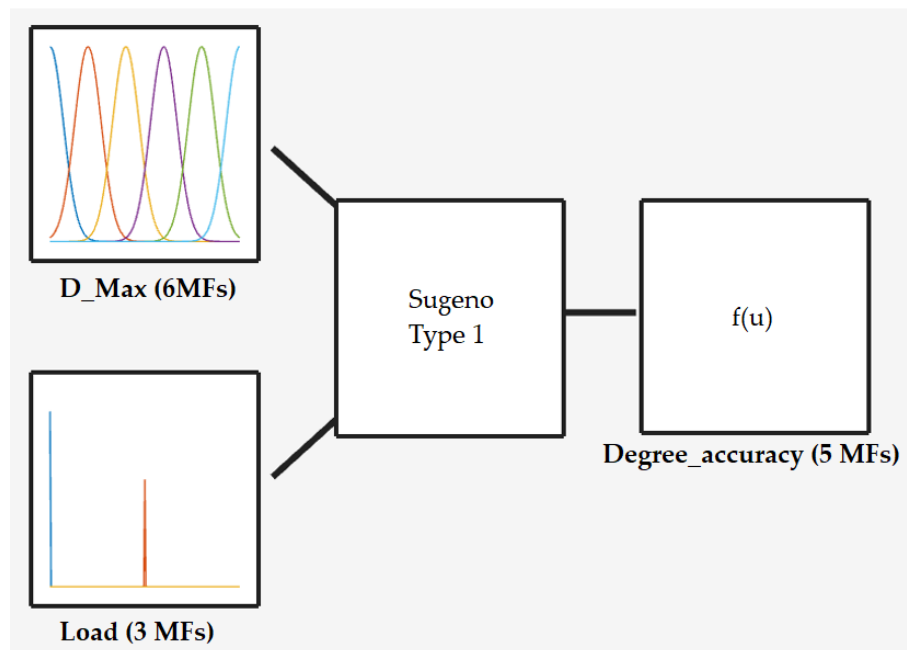 D_Max (6MFs)
Sugeno
Type 1
f(u)
Degree_accuracy (5 MFs)
Load (3 MFs)